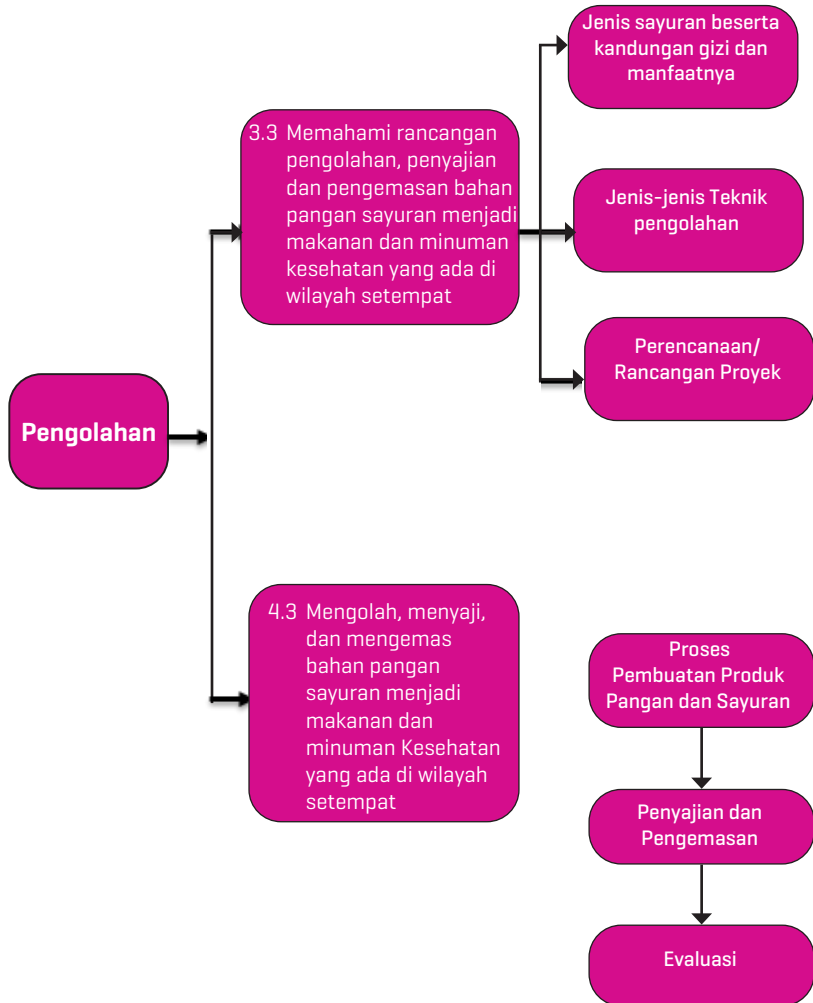 Jenis sayuran beserta
kandungan gizi dan
manfaatnya
3.3 Memahami rancangan
pengolahan, penyajian
dan pengemasan bahan
pangan sayuran menjadi
makanan dan minuman
kesehatan yang ada di
wilayah setempat
Jenis-jenis Teknik
pengolahan
Perencanaan/
Rancangan Proyek
Pengolahan
4.3 Mengolah, menyaji,
dan mengemas
bahan pangan
sayuran menjadi
makanan dan
minuman Kesehatan
yang ada di wilayah
setempat
Proses
Pembuatan Produk
Pangan dan Sayuran
Penyajian dan
Pengemasan
Evaluasi